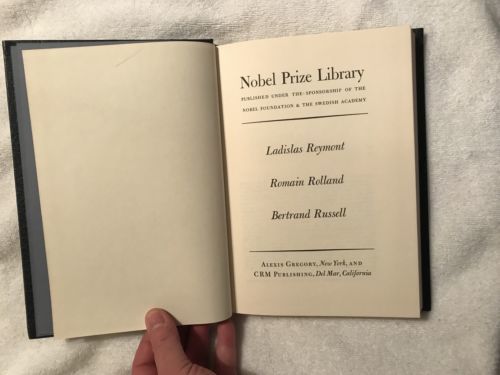 Nobel Prize Library
PUBLISHED UNDER THE SPONSORSHIP OF THE
NOBEL FOUNDATION & THE SWEDISH ACADEMY
Ladislas Reymont
Romain Rolland
Bertrand Russell
ALEXIS GREGORY, New York, AND
CRM PUBLISHING, Del Mar, California